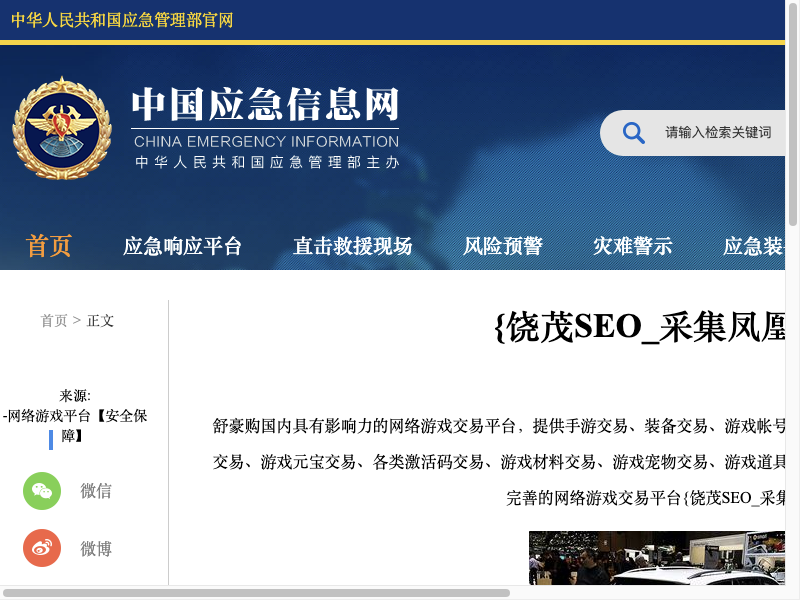 中华人民共和国应急管理部官网
中国应急信息网
CHINA EMERGENCY INFORMATION
中华人民共和国应急管理部主办
请输入检索关键词
首页 应急响应平台 直击救援现场 风险预警 灾难警示 应急装
首页 > 正文
{饶茂SEO_采集凤凰
来源:
-网络游戏平台【安全保
障】
微信
微博
舒豪购国内具有影响力的网络游戏交易平台，提供手游交易、装备交易、游戏帐号
交易、游戏元宝交易、各类激活码交易、游戏材料交易、游戏宠物交易、游戏道具
完善的网络游戏交易平台{饶茂SEO_采集